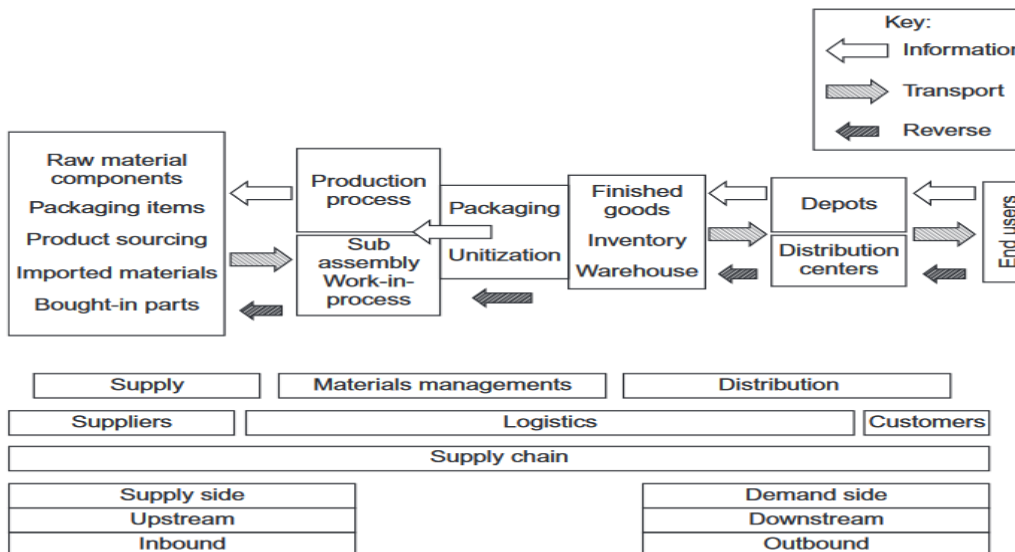 Key:
Information
Transport
Reverse
Raw material
components
Packaging items
Product sourcing
Imported materials
Bought-in parts
Production
process
Sub
assembly
Work-in-
process
Packaging
Unitization
Finished
goods
Inventory
Warehouse
Depots
Distribution
centers
End users
Supply
Materials managements
Distribution
Suppliers
Logistics
Customers
Supply chain
Supply side
Upstream
Inbound
Demand side
Downstream
Outbound